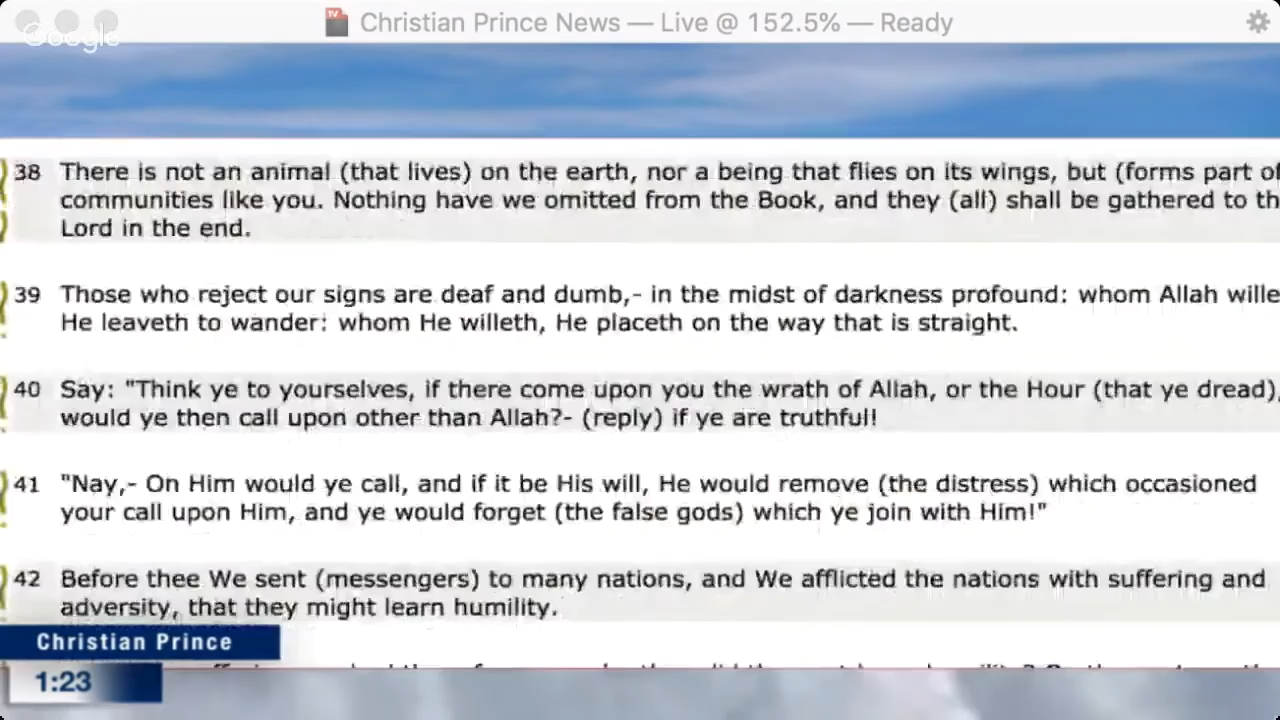 Christian Prince News — Live @ 152.5% — Ready
Google
38 There is not an animal (that lives) on the earth, nor a being that flies on its wings, but (forms part of
communities like you. Nothing have we omitted from the Book, and they (all) shall be gathered to th
Lord in the end.
39 Those who reject our signs are deaf and dumb,- in the midst of darkness profound: whom Allah wille
He leaveth to wander: whom He willeth, He placeth on the way that is straight.
40 Say: "Think ye to yourselves, if there come upon you the wrath of Allah, or the Hour (that ye dread),
would ye then call upon other than Allah?- (reply) if ye are truthful!
41 "Nay,- On Him would ye call, and if it be His will, He would remove (the distress) which occasioned
your call upon Him, and ye would forget (the false gods) which ye join with Him!"
42 Before thee We sent (messengers) to many nations, and We afflicted the nations with suffering and
adversity, that they might learn humility.
Christian Prince
1:23